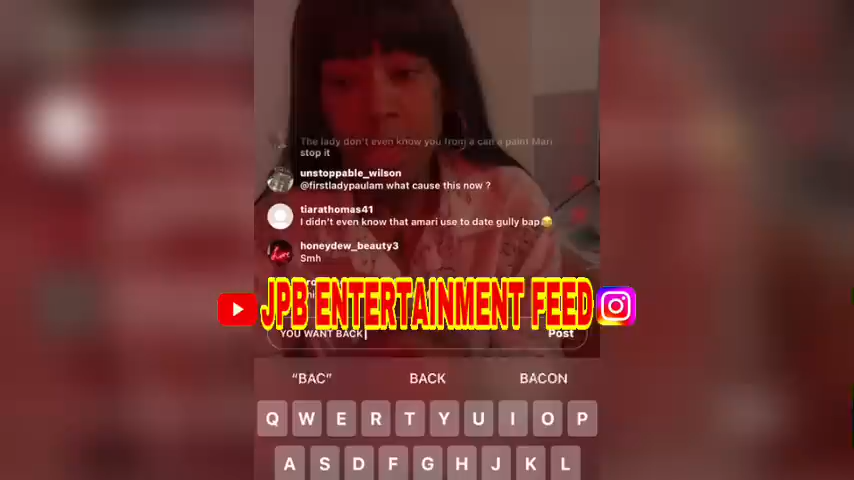 The lady don't even know you from a can a paint Mari
stop it
unstoppable_wilson
@firstladypaulam what cause this now ?
tiarathomas41
I didn't even know that amari use to date gully bap😂
honeydew_beauty3
Smh
JPB ENTERTAINMENT FEED
YOU WANT BACK
Post
"BAC" BACK BACON
Q W E R T Y U I O P
A S D F G H J K L